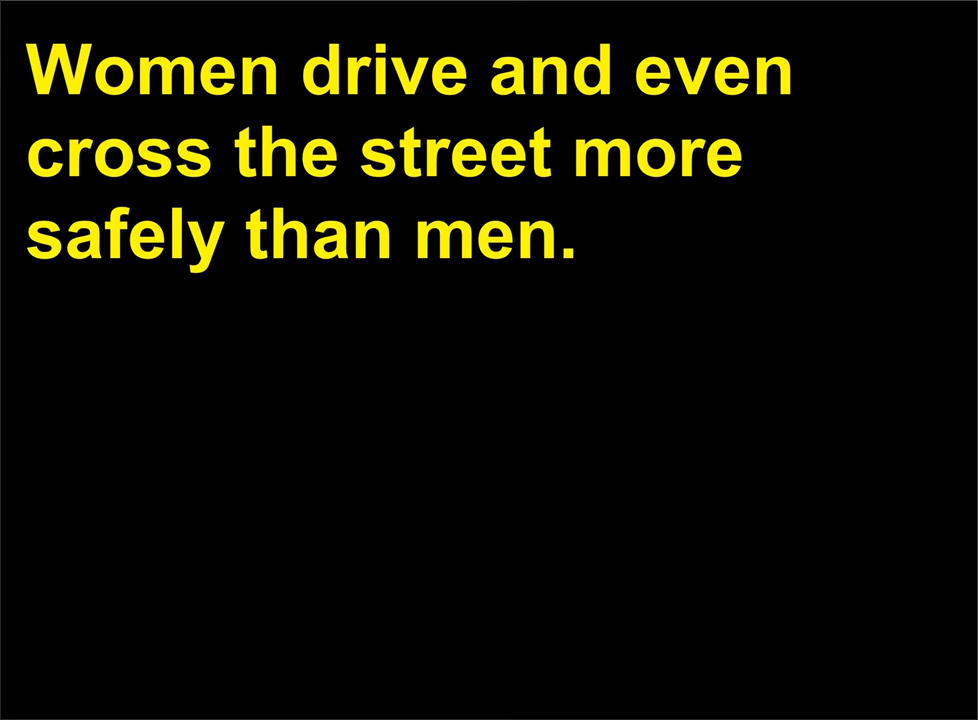 Women drive and even
cross the street more
safely than men.